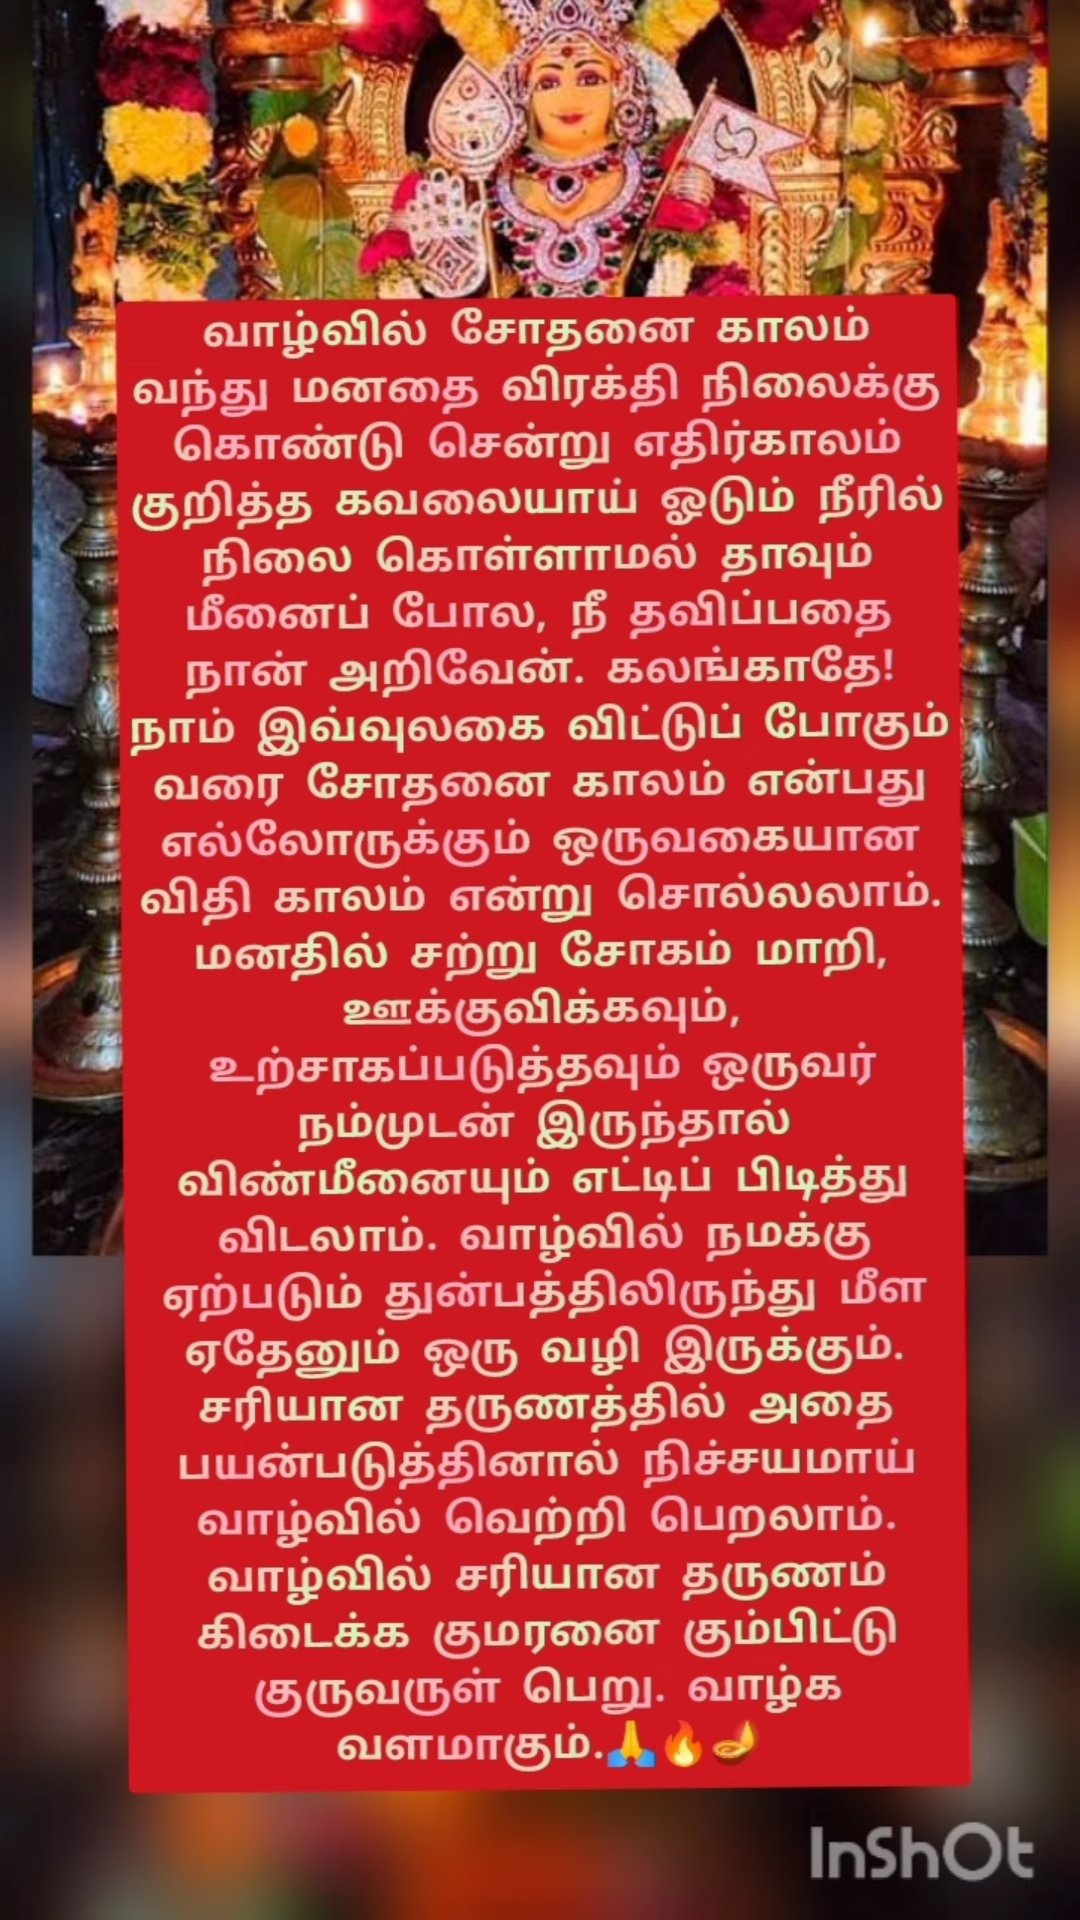 வாழ்வில் சோதனை காலம்
வந்து மனதை விரக்தி நிலைக்கு
கொண்டு சென்று எதிர்காலம்
குறித்த கவலையாய் ஓடும் நீரில்
நிலை கொள்ளாமல் தாவும்
மீனைப் போல, நீ தவிப்பதை
நான் அறிவேன். கலங்காதே!
நாம் இவ்வுலகை விட்டுப் போகும்
வரை சோதனை காலம் என்பது
எல்லோருக்கும் ஒருவகையான
விதி காலம் என்று சொல்லலாம்.
மனதில் சற்று சோகம் மாறி,
ஊக்குவிக்கவும்,
உற்சாகப்படுத்தவும் ஒருவர்
நம்முடன் இருந்தால்
விண்மீனையும் எட்டிப் பிடித்து
விடலாம். வாழ்வில் நமக்கு
ஏற்படும் துன்பத்திலிருந்து மீள
ஏதேனும் ஒரு வழி இருக்கும்.
சரியான தருணத்தில் அதை
பயன்படுத்தினால் நிச்சயமாய்
வாழ்வில் வெற்றி பெறலாம்.
வாழ்வில் சரியான தருணம்
கிடைக்க குமரனை கும்பிட்டு
குருவருள் பெறு. வாழ்க
வளமாகும்.🙏🔥🪔
InShOt